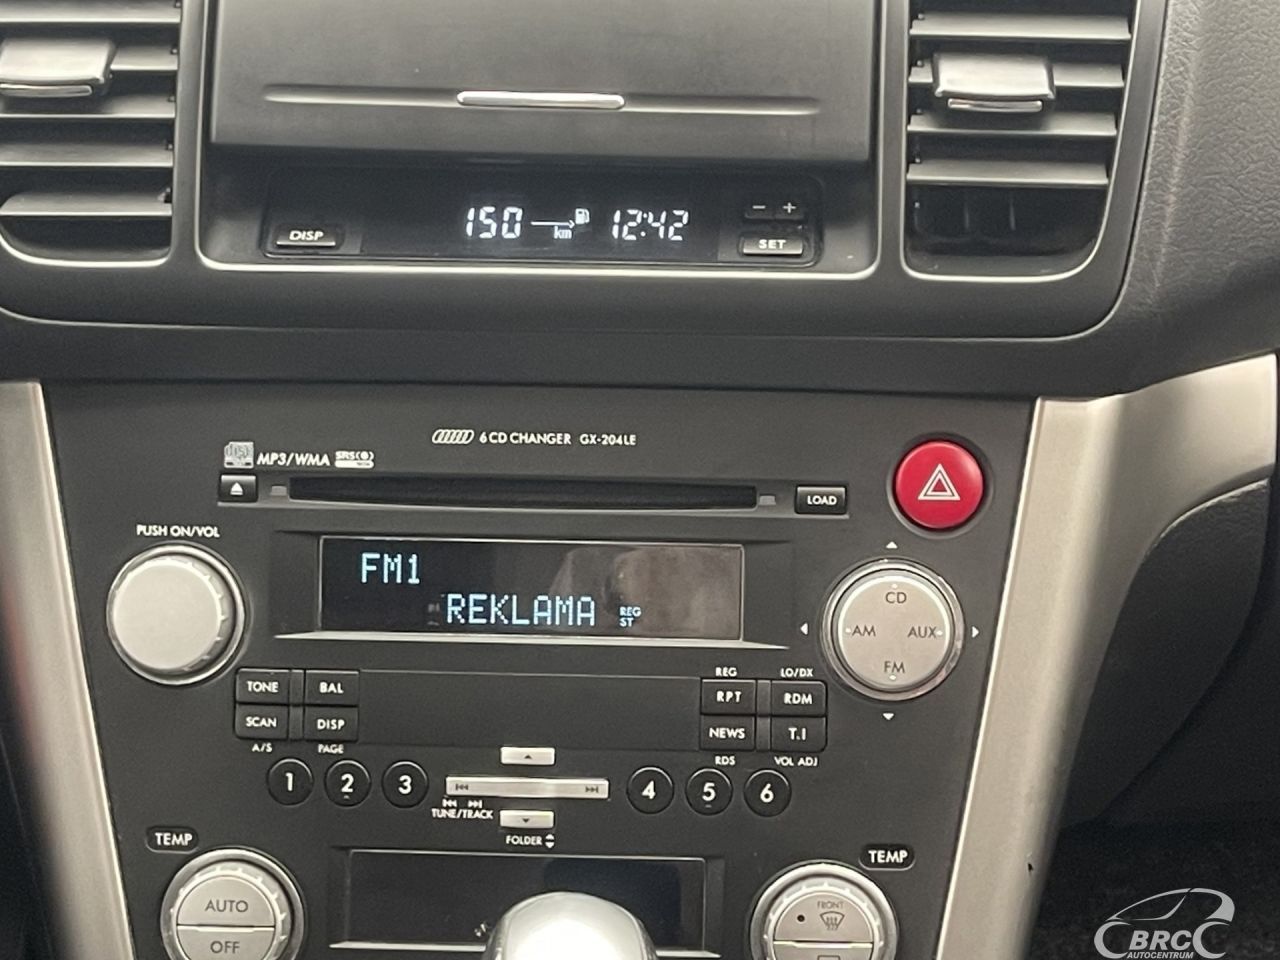 DISP
150 km 12:42
- +
SET
6 CD CHANGER GX-204LE
MP3/WMA SRS
LOAD
PUSH ON/VOL
FM1
REKLAMA REG
ST
CD
AM AUX
FM
TONE BAL
SCAN DISP
A/S PAGE
REG LO/DX
RPT RDM
NEWS T.I
RDS VOL ADJ
1 2 3 4 5 6
TUNE/TRACK
FOLDER
TEMP TEMP
AUTO
OFF
FRONT
BRC
AUTOCENTRUM